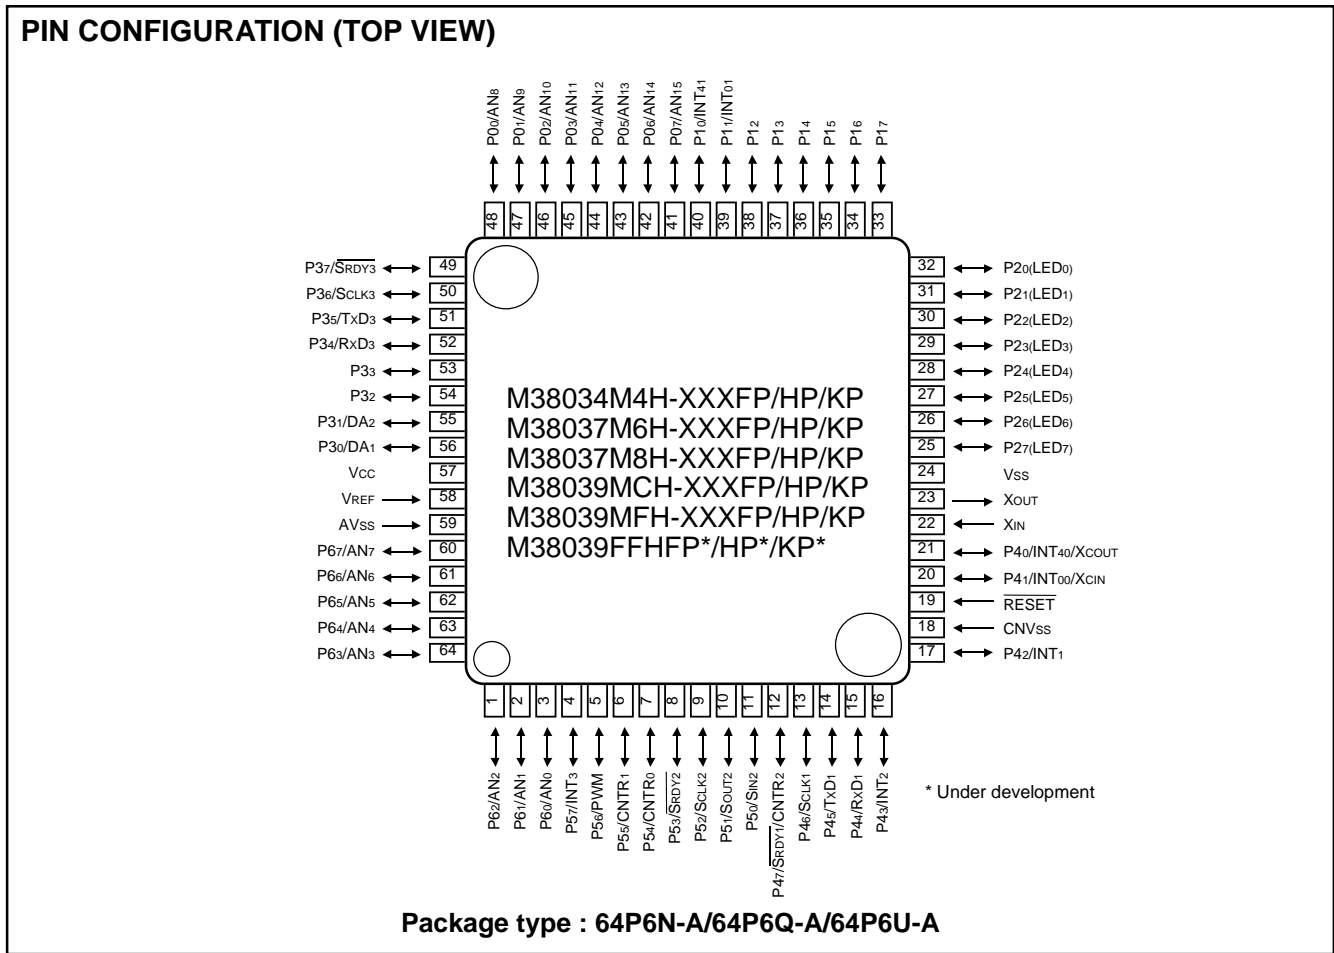 PIN CONFIGURATION (TOP VIEW)
P00/AN8
P01/AN9
P02/AN10
P03/AN11
P04/AN12
P05/AN13
P06/AN14
P07/AN15
P10/INT41
P11/INT01
P12
P13
P14
P15
P16
P17
48
47
46
45
44
43
42
41
40
39
38
37
36
35
34
33
P37/SRDY3 49
P36/SCLK3 50
P35/TxD3 51
P34/RxD3 52
P33 53
P32 54
P31/DA2 55
P30/DA1 56
VCC 57
VREF 58
AVSS 59
P67/AN7 60
P66/AN6 61
P65/AN5 62
P64/AN4 63
P63/AN3 64
M38034M4H-XXXFP/HP/KP
M38037M6H-XXXFP/HP/KP
M38037M8H-XXXFP/HP/KP
M38039MCH-XXXFP/HP/KP
M38039MFH-XXXFP/HP/KP
M38039FFHFP*/HP*/KP*
32 P20(LED0)
31 P21(LED1)
30 P22(LED2)
29 P23(LED3)
28 P24(LED4)
27 P25(LED5)
26 P26(LED6)
25 P27(LED7)
24 VSS
23 XOUT
22 XIN
21 P40/INT40/XCOUT
20 P41/INT00/XCIN
19 RESET
18 CNVSS
17 P42/INT1
1
2
3
4
5
6
7
8
9
10
11
12
13
14
15
16
P62/AN2
P61/AN1
P60/AN0
P57/INT3
P56/PWM
P55/CNTR1
P54/CNTR0
P53/SRDY2
P52/SCLK2
P51/SOUT2
P50/SIN2
P47/SRDY1/CNTR2
P46/SCLK1
P45/TxD1
P44/RxD1
P43/INT2
* Under development
Package type : 64P6N-A/64P6Q-A/64P6U-A